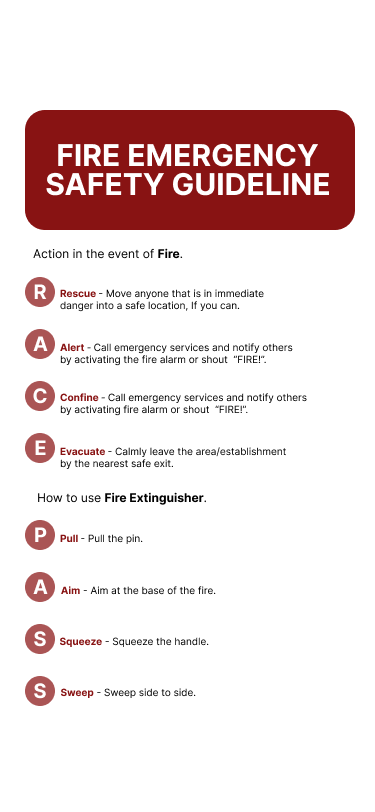 FIRE EMERGENCY
SAFETY GUIDELINE
Action in the event of Fire.
R
Rescue - Move anyone that is in immediate
danger into a safe location, If you can.
A
Alert - Call emergency services and notify others
by activating the fire alarm or shout “FIRE!”.
C
Confine - Call emergency services and notify others
by activating fire alarm or shout “FIRE!”.
E
Evacuate - Calmly leave the area/establishment
by the nearest safe exit.
How to use Fire Extinguisher.
P
Pull - Pull the pin.
A
Aim - Aim at the base of the fire.
S
Squeeze - Squeeze the handle.
S
Sweep - Sweep side to side.